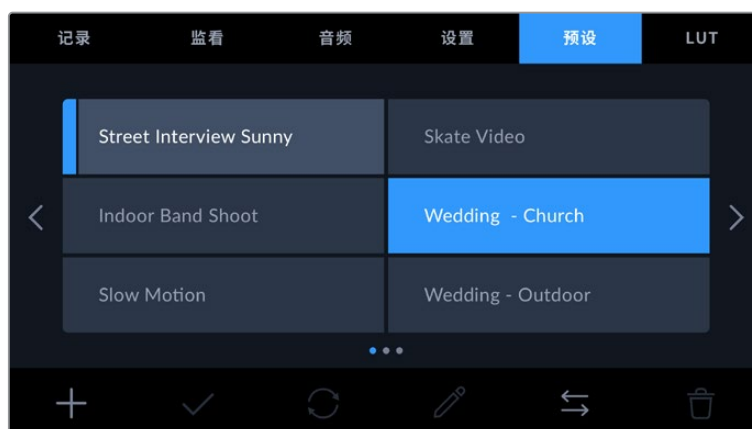 记录 监看 音频 设置 预设 LUT
Street Interview Sunny Skate Video
Indoor Band Shoot Wedding - Church
Slow Motion Wedding - Outdoor